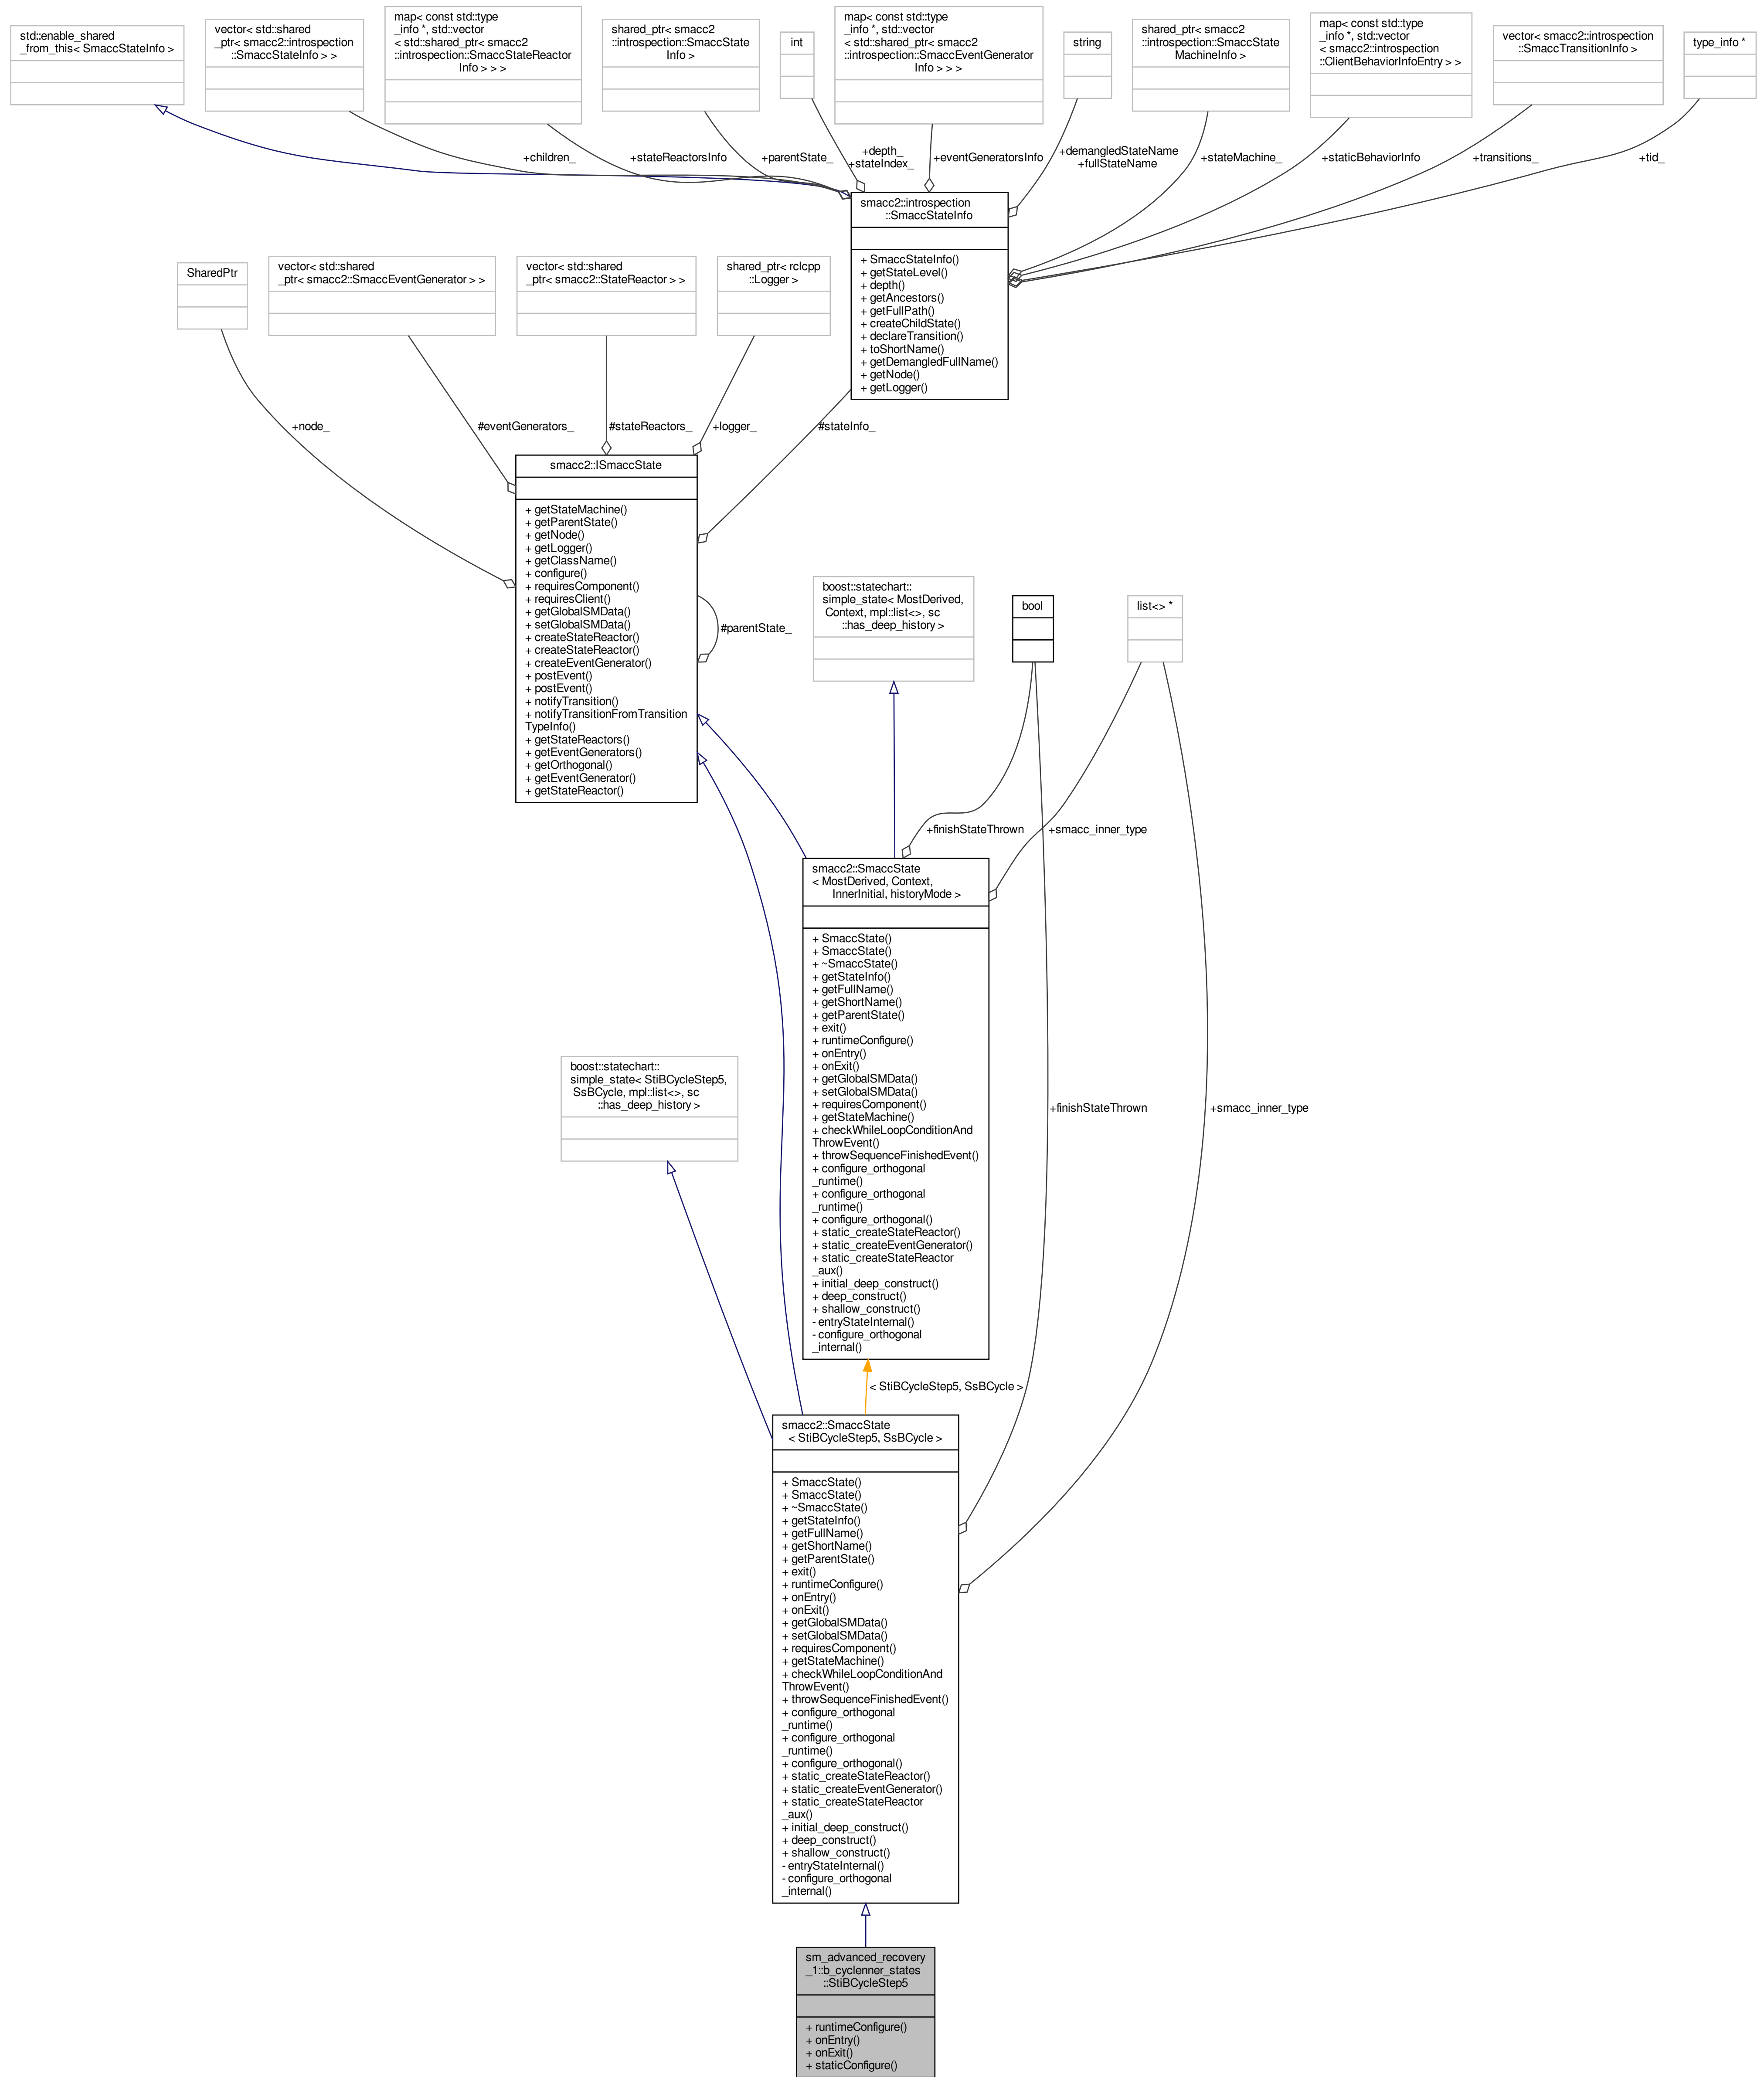 std::enable_shared
_from_this< SmaccStateInfo >
vector< std::shared
_ptr< smacc2::introspection
::SmaccStateInfo > >
map< const std::type
_info *, std::vector
< std::shared_ptr< smacc2
::introspection::SmaccStateReactor
Info > > >
shared_ptr< smacc2
::introspection::SmaccState
Info >
int
map< const std::type
_info *, std::vector
< std::shared_ptr< smacc2
::introspection::SmaccEventGenerator
Info > > >
string
shared_ptr< smacc2
::introspection::SmaccState
MachineInfo >
map< const std::type
_info *, std::vector
< smacc2::introspection
::ClientBehaviorInfoEntry > >
vector< smacc2::introspection
::SmaccTransitionInfo >
type_info *
+children_
+stateReactorsInfo
+parentState_
+depth_
+stateIndex_
+eventGeneratorsInfo
+demangledStateName
+fullStateName
+stateMachine_
+staticBehaviorInfo
+transitions_
+tid_
smacc2::introspection
::SmaccStateInfo
+ SmaccStateInfo()
+ getStateLevel()
+ depth()
+ getAncestors()
+ getFullPath()
+ createChildState()
+ declareTransition()
+ toShortName()
+ getDemangledFullName()
+ getNode()
+ getLogger()
SharedPtr
vector< std::shared
_ptr< smacc2::SmaccEventGenerator > >
vector< std::shared
_ptr< smacc2::StateReactor > >
shared_ptr< rclcpp
::Logger >
+node_
#eventGenerators_
#stateReactors_
+logger_
#stateInfo_
smacc2::ISmaccState
+ getStateMachine()
+ getParentState()
+ getNode()
+ getLogger()
+ getClassName()
+ configure()
+ requiresComponent()
+ requiresClient()
+ getGlobalSMData()
+ setGlobalSMData()
+ createStateReactor()
+ createStateReactor()
+ createEventGenerator()
+ postEvent()
+ postEvent()
+ notifyTransition()
+ notifyTransitionFromTransition
TypeInfo()
+ getStateReactors()
+ getEventGenerators()
+ getOrthogonal()
+ getEventGenerator()
+ getStateReactor()
#parentState_
boost::statechart::
simple_state< MostDerived,
Context, mpl::list<>, sc
::has_deep_history >
bool
list<> *
+finishStateThrown
+smacc_inner_type
smacc2::SmaccState
< MostDerived, Context,
InnerInitial, historyMode >
+ SmaccState()
+ SmaccState()
+ ~SmaccState()
+ getStateInfo()
+ getFullName()
+ getShortName()
+ getParentState()
+ exit()
+ runtimeConfigure()
+ onEntry()
+ onExit()
+ getGlobalSMData()
+ setGlobalSMData()
+ requiresComponent()
+ getStateMachine()
+ checkWhileLoopConditionAnd
ThrowEvent()
+ throwSequenceFinishedEvent()
+ configure_orthogonal
_runtime()
+ configure_orthogonal
_runtime()
+ configure_orthogonal()
+ static_createStateReactor()
+ static_createEventGenerator()
+ static_createStateReactor
_aux()
+ initial_deep_construct()
+ deep_construct()
+ shallow_construct()
- entryStateInternal()
- configure_orthogonal
_internal()
boost::statechart::
simple_state< StiBCycleStep5,
SsBCycle, mpl::list<>, sc
::has_deep_history >
+finishStateThrown
+smacc_inner_type
< StiBCycleStep5, SsBCycle >
smacc2::SmaccState
< StiBCycleStep5, SsBCycle >
+ SmaccState()
+ SmaccState()
+ ~SmaccState()
+ getStateInfo()
+ getFullName()
+ getShortName()
+ getParentState()
+ exit()
+ runtimeConfigure()
+ onEntry()
+ onExit()
+ getGlobalSMData()
+ setGlobalSMData()
+ requiresComponent()
+ getStateMachine()
+ checkWhileLoopConditionAnd
ThrowEvent()
+ throwSequenceFinishedEvent()
+ configure_orthogonal
_runtime()
+ configure_orthogonal
_runtime()
+ configure_orthogonal()
+ static_createStateReactor()
+ static_createEventGenerator()
+ static_createStateReactor
_aux()
+ initial_deep_construct()
+ deep_construct()
+ shallow_construct()
- entryStateInternal()
- configure_orthogonal
_internal()
sm_advanced_recovery
_1::b_cyclenner_states
::StiBCycleStep5
+ runtimeConfigure()
+ onEntry()
+ onExit()
+ staticConfigure()